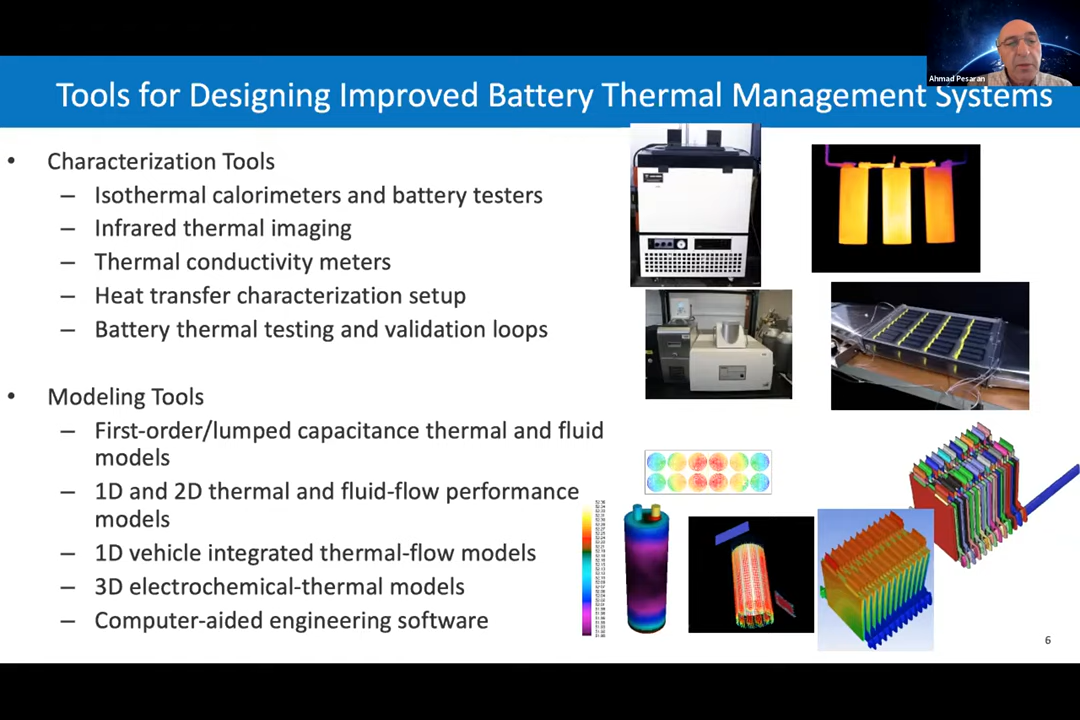 Ahmad Pesaran
Tools for Designing Improved Battery Thermal Management Systems
• Characterization Tools
– Isothermal calorimeters and battery testers
– Infrared thermal imaging
– Thermal conductivity meters
– Heat transfer characterization setup
– Battery thermal testing and validation loops
• Modeling Tools
– First-order/lumped capacitance thermal and fluid
models
– 1D and 2D thermal and fluid-flow performance
models
– 1D vehicle integrated thermal-flow models
– 3D electrochemical-thermal models
– Computer-aided engineering software
6